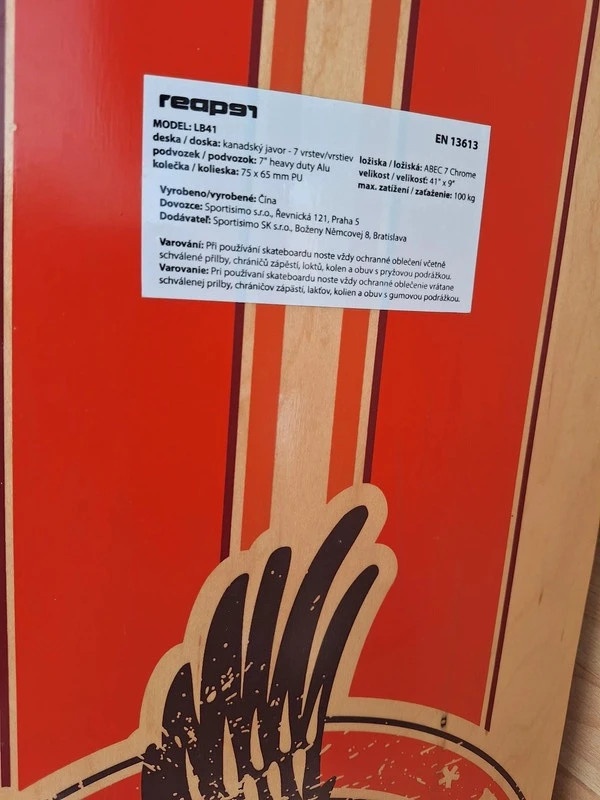 reaper
EN 13613
MODEL: LB41
deska / doska: kanadský javor - 7 vrstev/vrstiev
podvozek / podvozok: 7" heavy duty Alu
kolečka / kolieska: 75 x 65 mm PU
ložiska / ložiská: ABEC 7 Chrome
velikost / velikosť: 41" x 9"
max. zatížení / zaťaženie: 100 kg
Vyrobeno/vyrobené: Čína
Dovozce: Sportisimo s.r.o., Řevnická 121, Praha 5
Dodávateľ: Sportisimo SK s.r.o., Boženy Němcovej 8, Bratislava
Varování: Při používání skateboardu noste vždy ochranné oblečení včetně
schválené přilby, chráničů zápěstí, loktů, kolen a obuv s pryžovou podrážkou.
Varovanie: Pri používaní skateboardu noste vždy ochranné oblečenie vrátane
schválenej prilby, chráničov zápästí, lakťov, kolien a obuv s gumovou podrážkou.